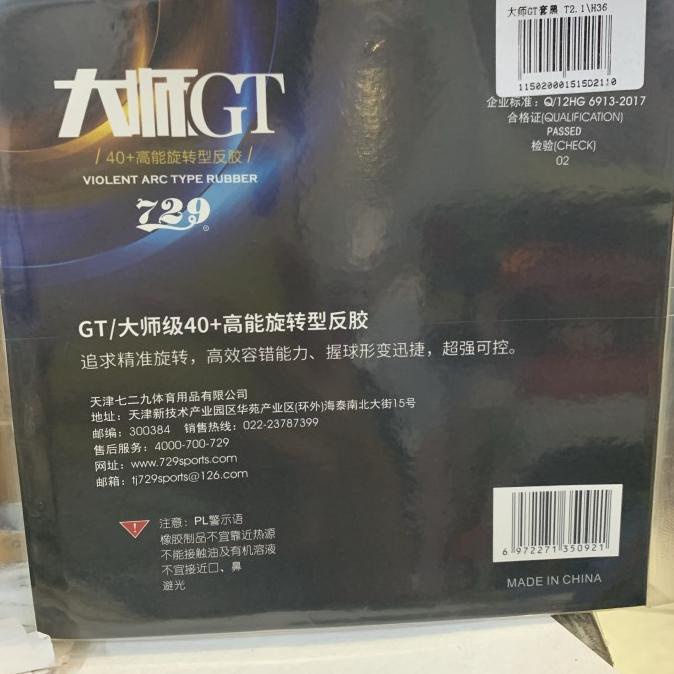 大师GT套黑 T2.1\H36
115020001515D2110
企业标准：Q/12HG 6913-2017
合格证(QUALIFICATION)
PASSED
检验(CHECK)
02
大师GT
/ 40+高能旋转型反胶 /
VIOLENT ARC TYPE RUBBER
729
GT/大师级40+高能旋转型反胶
追求精准旋转，高效容错能力、握球形变迅捷，超强可控。
天津七二九体育用品有限公司
地址：天津新技术产业园区华苑产业区(环外)海泰南北大街15号
邮编：300384 销售热线：022-23787399
售后服务：4000-700-729
网址：www.729sports.com
邮箱：tj729sports@126.com
注意：PL警示语
橡胶制品不宜靠近热源
不能接触油及有机溶液
不宜接近口、鼻
避光
6 972271 350921
MADE IN CHINA